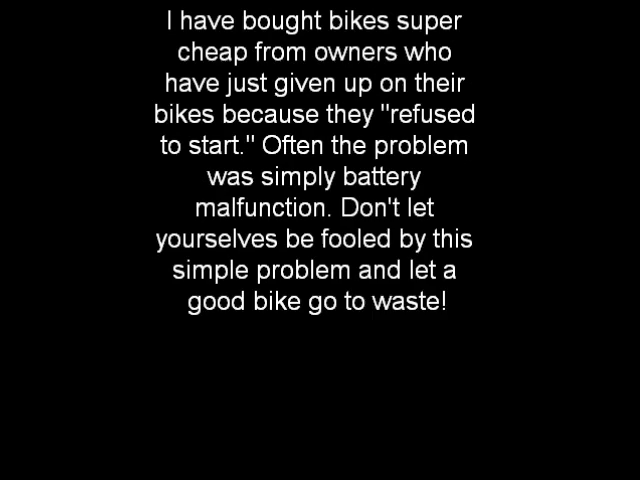 I have bought bikes super
cheap from owners who
have just given up on their
bikes because they "refused
to start." Often the problem
was simply battery
malfunction. Don't let
yourselves be fooled by this
simple problem and let a
good bike go to waste!